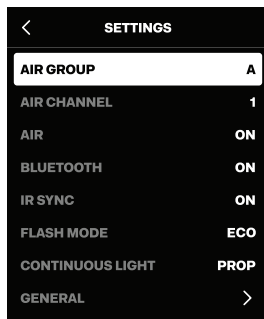 SETTINGS
AIR GROUP A
AIR CHANNEL 1
AIR ON
BLUETOOTH ON
IR SYNC ON
FLASH MODE ECO
CONTINUOUS LIGHT PROP
GENERAL